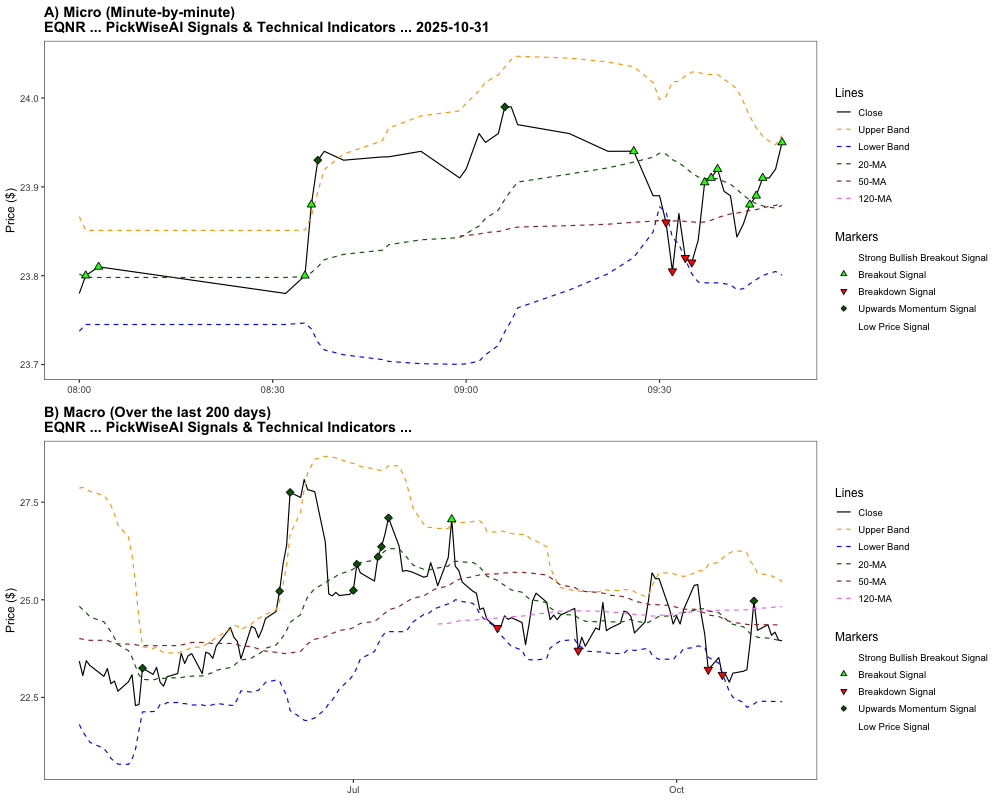 A) Micro (Minute-by-minute)
EQNR ... PickWiseAI Signals & Technical Indicators ... 2025-10-31
Price ($)
24.0
23.9
23.8
23.7
08:00
08:30
09:00
09:30
Lines
Close
Upper Band
Lower Band
20-MA
50-MA
120-MA
Markers
Strong Bullish Breakout Signal
Breakout Signal
Breakdown Signal
Upwards Momentum Signal
Low Price Signal
B) Macro (Over the last 200 days)
EQNR ... PickWiseAI Signals & Technical Indicators ...
Price ($)
27.5
25.0
22.5
Jul
Oct
Lines
Close
Upper Band
Lower Band
20-MA
50-MA
120-MA
Markers
Strong Bullish Breakout Signal
Breakout Signal
Breakdown Signal
Upwards Momentum Signal
Low Price Signal